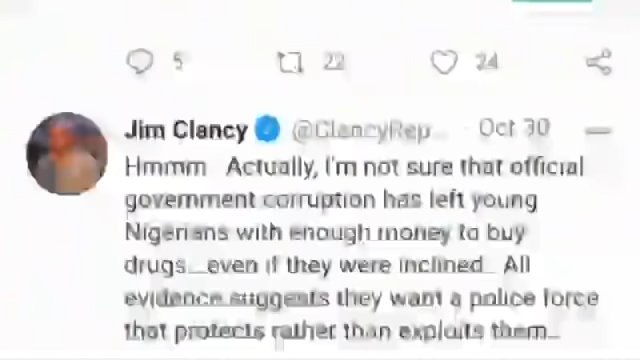 5 22 24
Jim Clancy @ClancyRep... Oct 30
Hmmm Actually, I'm not sure that official
government corruption has left young
Nigerians with enough money to buy
drugs...even if they were inclined. All
evidence suggests they want a police force
that protects rather than exploits them...